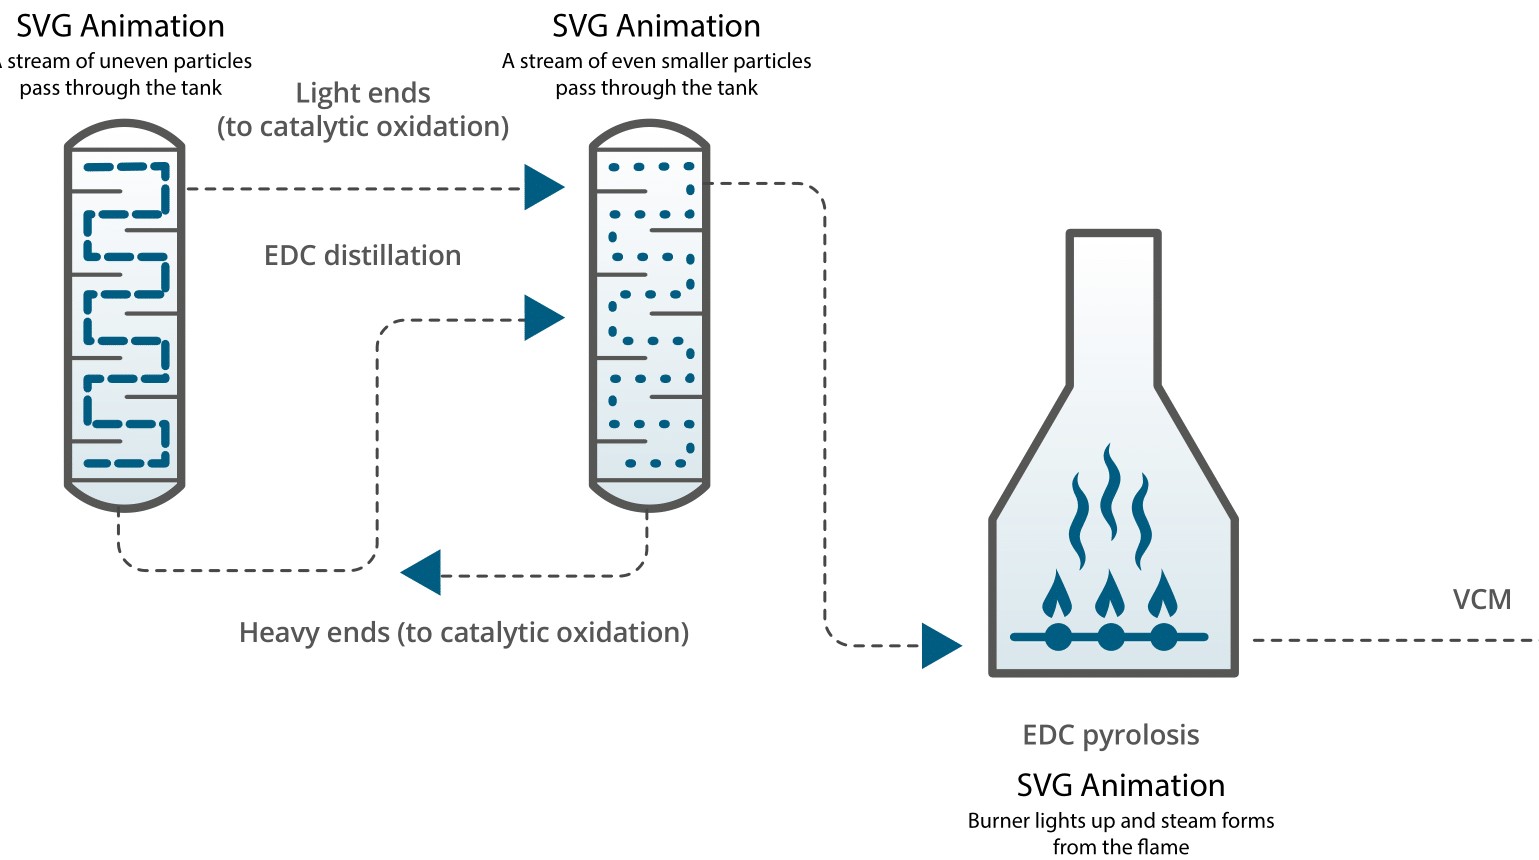 SVG Animation
A stream of uneven particles
pass through the tank
SVG Animation
A stream of even smaller particles
pass through the tank
Light ends
(to catalytic oxidation)
EDC distillation
Heavy ends (to catalytic oxidation)
VCM
EDC pyrolosis
SVG Animation
Burner lights up and steam forms
from the flame